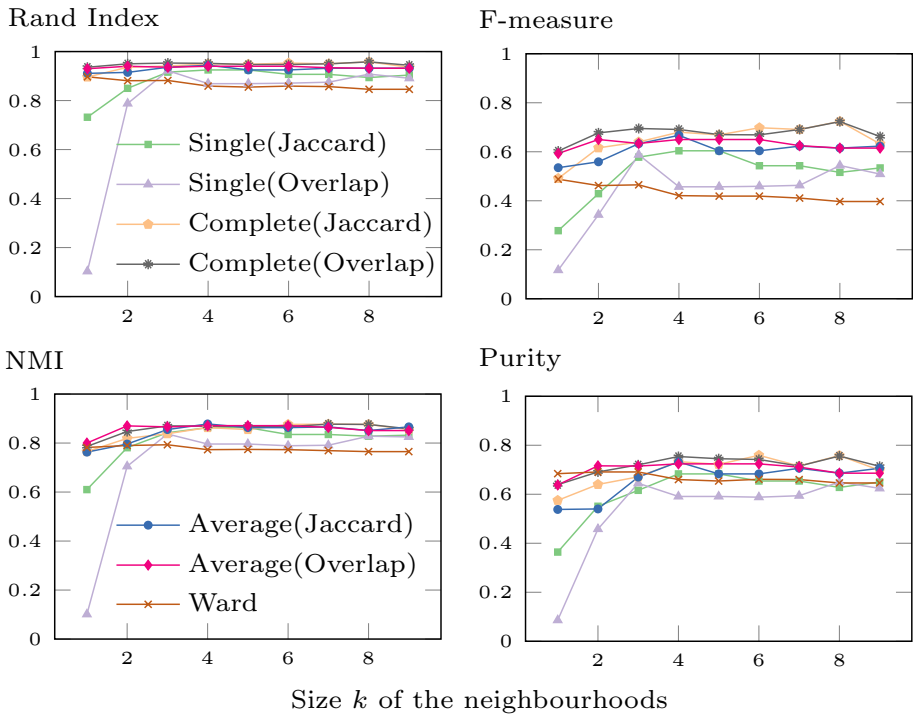 Rand Index
F-measure
1
0.8
0.6
0.4
0.2
0
2 4 6 8
Single(Jaccard)
Single(Overlap)
Complete(Jaccard)
Complete(Overlap)
1
0.8
0.6
0.4
0.2
0
2 4 6 8
NMI
Purity
1
0.8
0.6
0.4
0.2
0
2 4 6 8
Average(Jaccard)
Average(Overlap)
Ward
1
0.8
0.6
0.4
0.2
0
2 4 6 8
Size k of the neighbourhoods